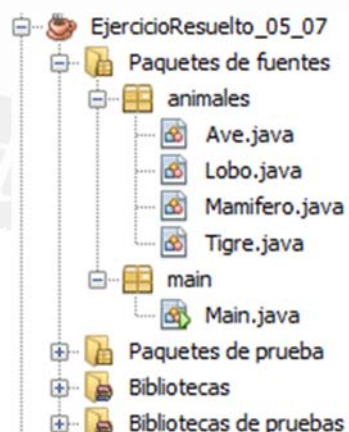 EjercicioResuelto_05_07
Paquetes de fuentes
animales
Ave.java
Lobo.java
Mamifero.java
Tigre.java
main
Main.java
Paquetes de prueba
Bibliotecas
Bibliotecas de pruebas